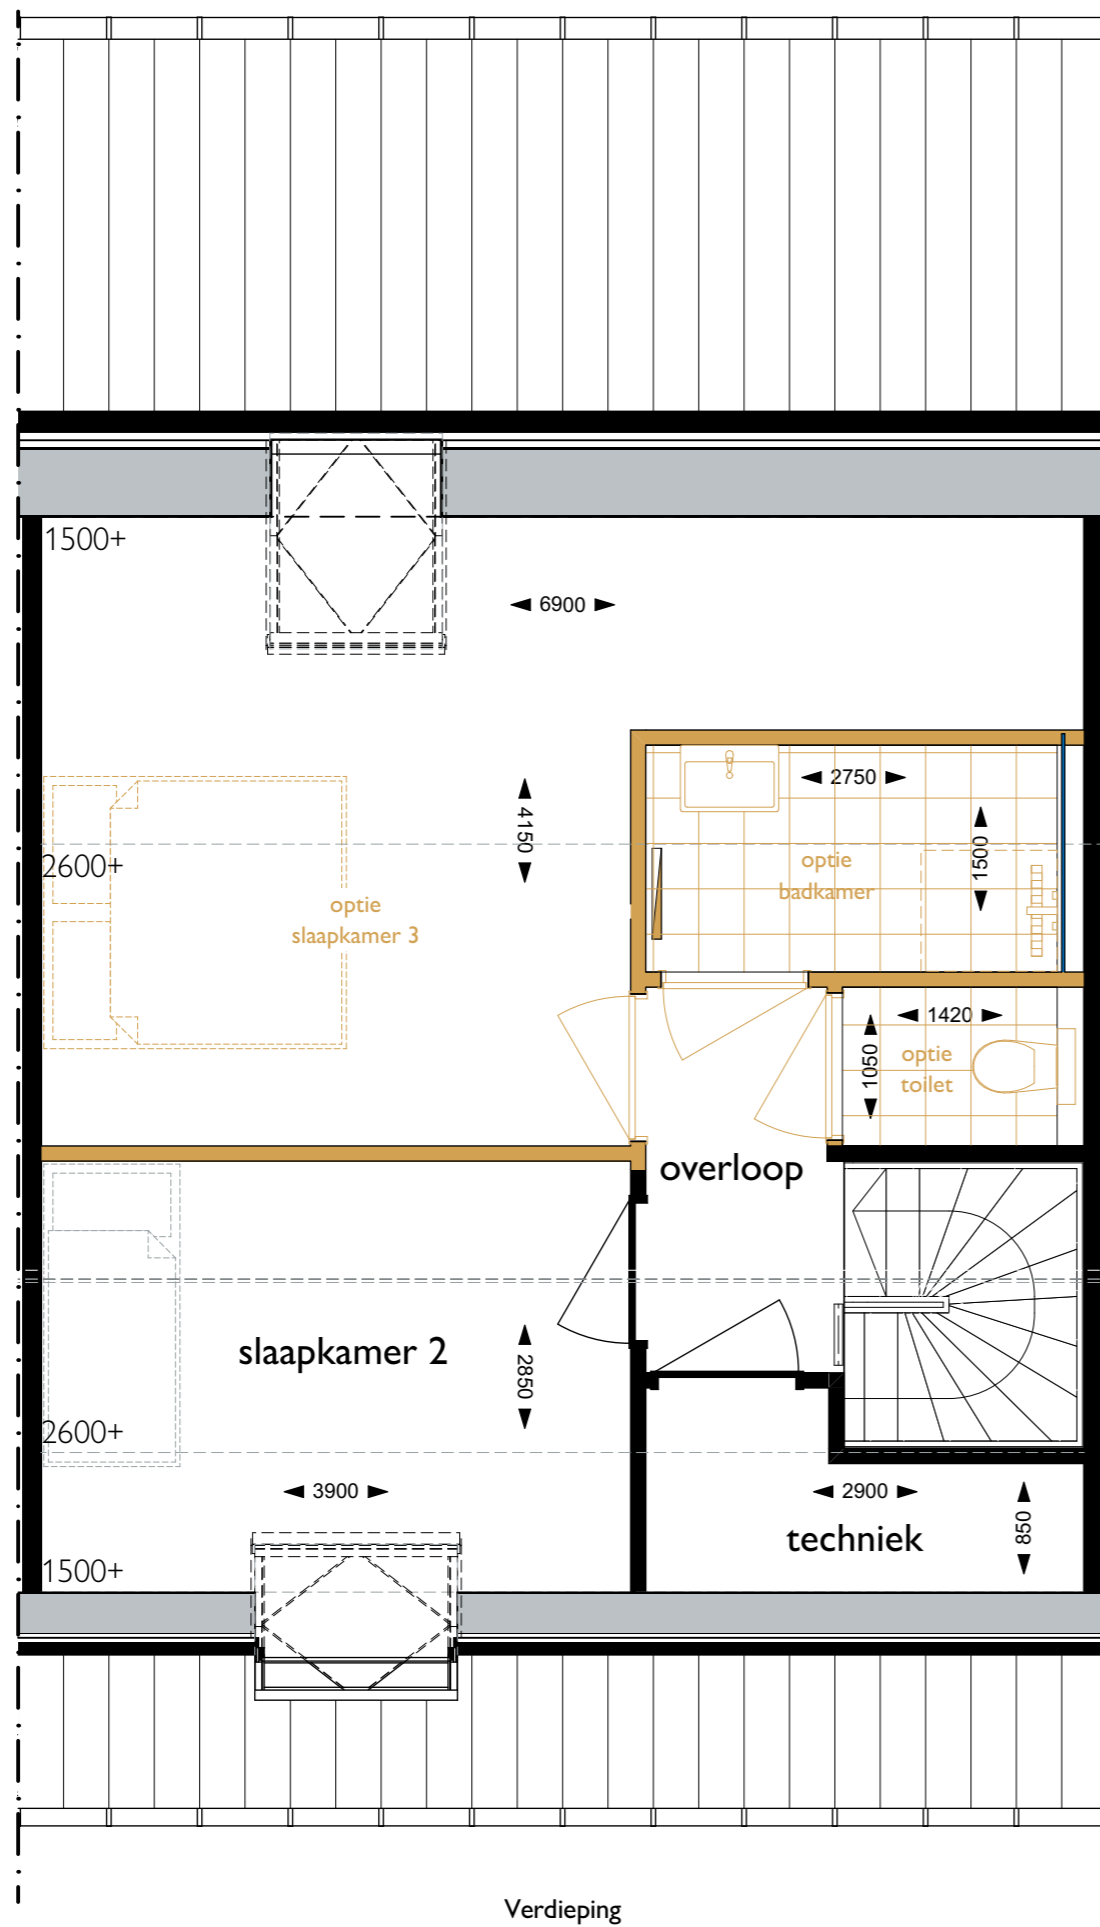 1500+
6900
2750
4150
1500
2600+
optie
badkamer
optie
slaapkamer 3
1420
1050
optie
toilet
overloop
slaapkamer 2
2850
2600+
3900
2900
850
techniek
1500+
Verdieping